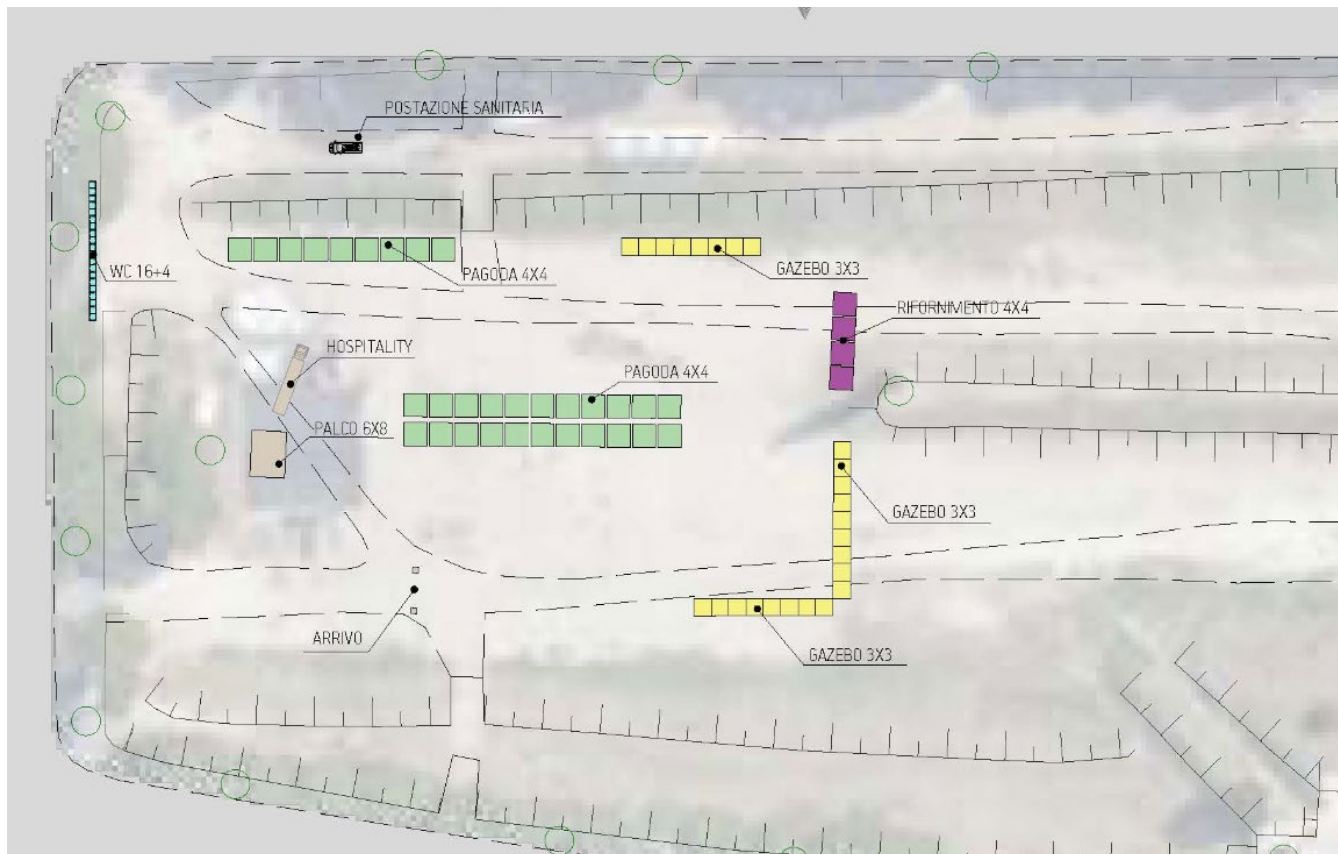 POSTAZIONE SANITARIA
WC 16+4
PAGODA 4X4
GAZEBO 3X3
RIFORNIMENTO 4X4
HOSPITALITY
PAGODA 4X4
PALCO 6X8
GAZEBO 3X3
ARRIVO
GAZEBO 3X3